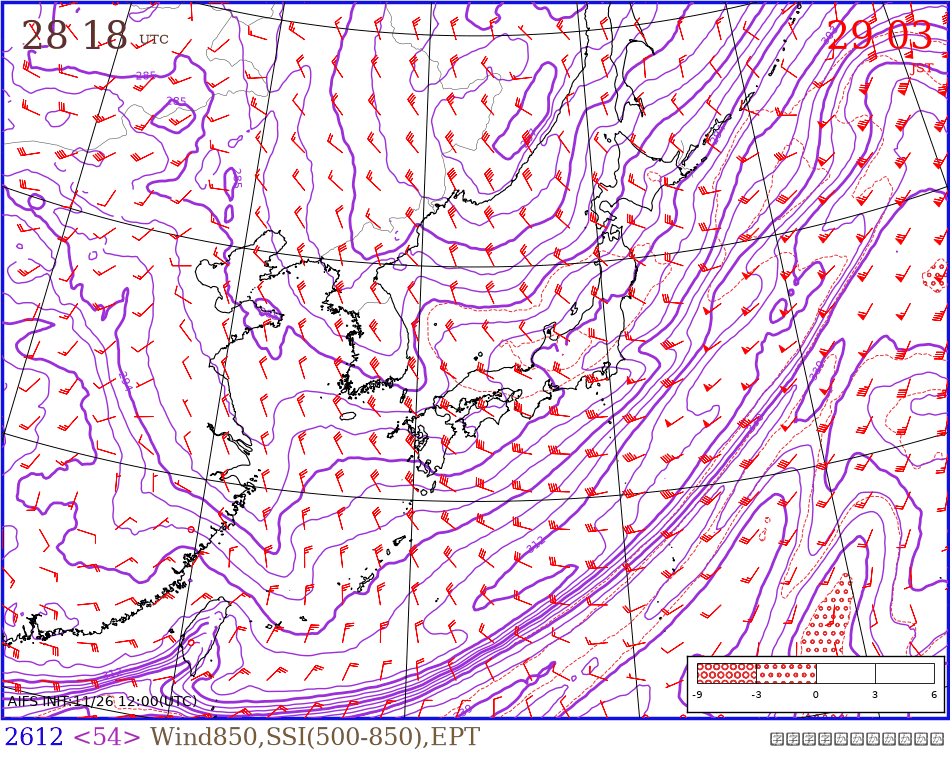 28 18 UTC
29 03
JST
285
285
285
312
AIFS INIT:11/26 12:00(UTC)
-9 -3 0 3 6
2612 <54> Wind850,SSI(500-850),EPT